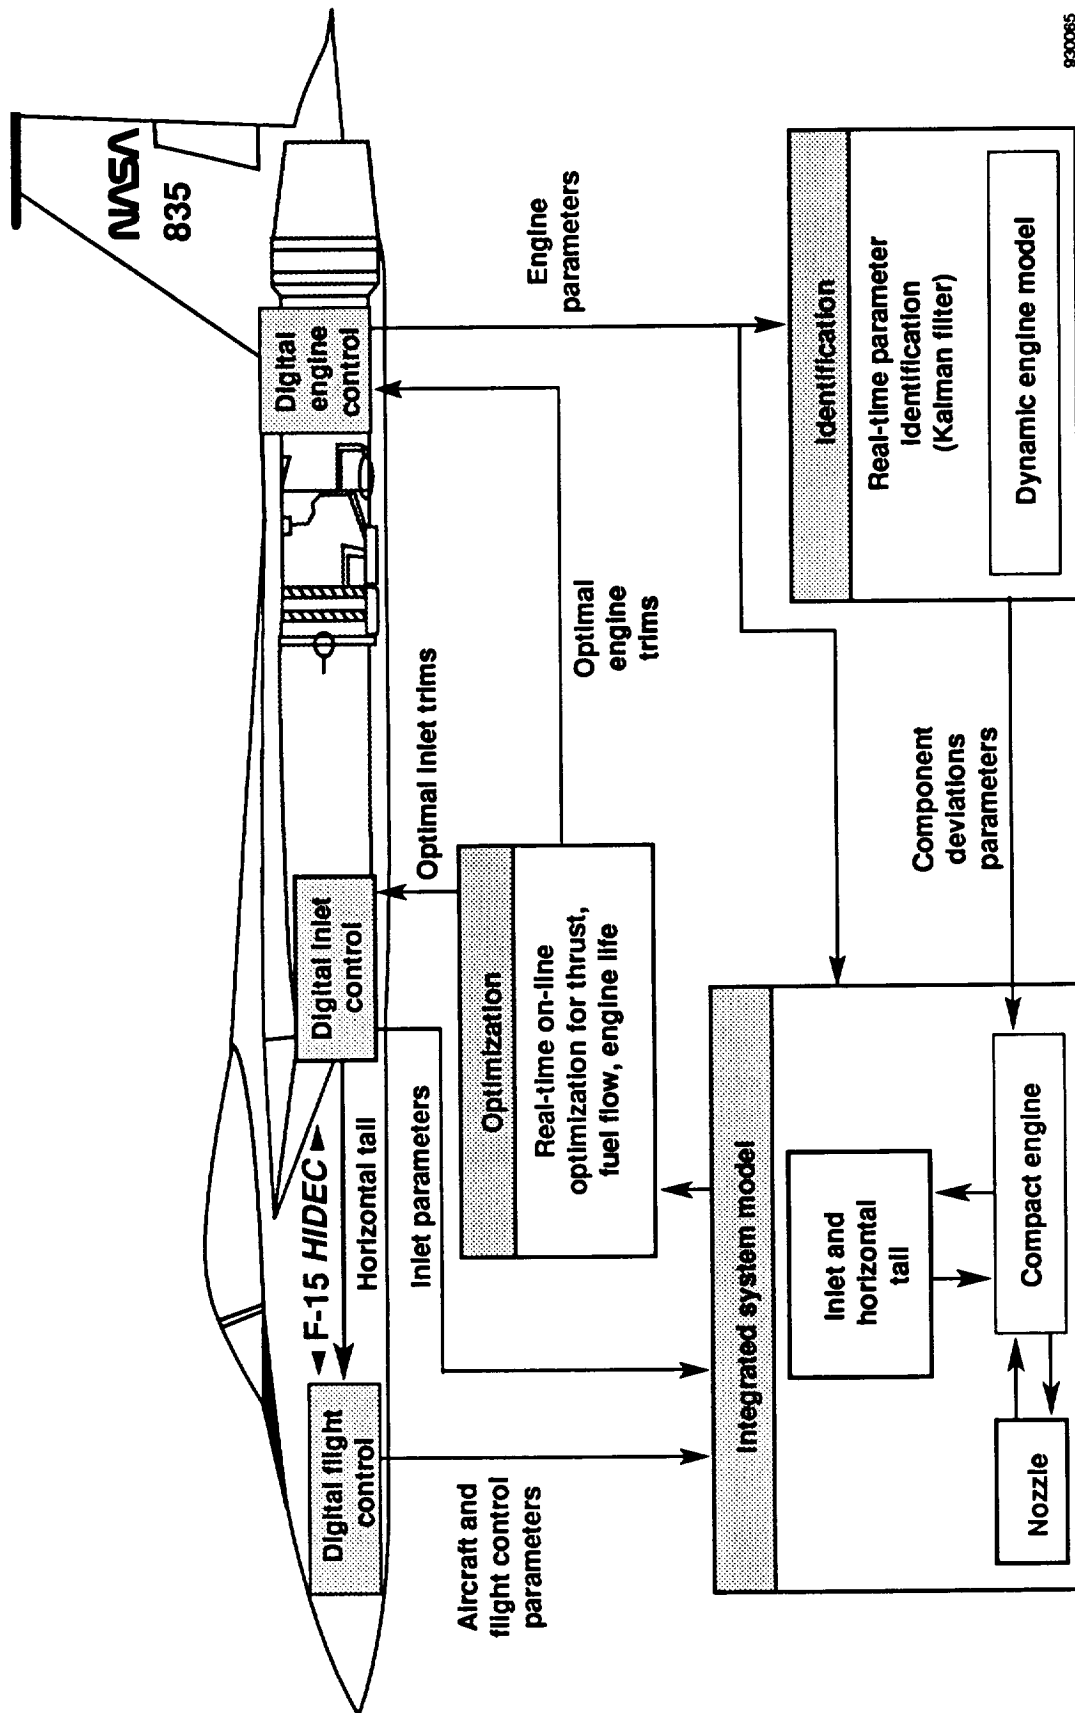 NASA
835
Digital flight
control
◄ F-15 HIDEC ►
Horizontal tail
Digital inlet
control
Digital
engine
control
Aircraft and
flight control
parameters
Inlet parameters
Optimal inlet trims
Optimal
engine
trims
Engine
parameters
Optimization
Real-time on-line
optimization for thrust,
fuel flow, engine life
Integrated system model
Inlet and
horizontal
tail
Nozzle
Compact engine
Component
deviations
parameters
Identification
Real-time parameter
identification
(Kalman filter)
Dynamic engine model
930065